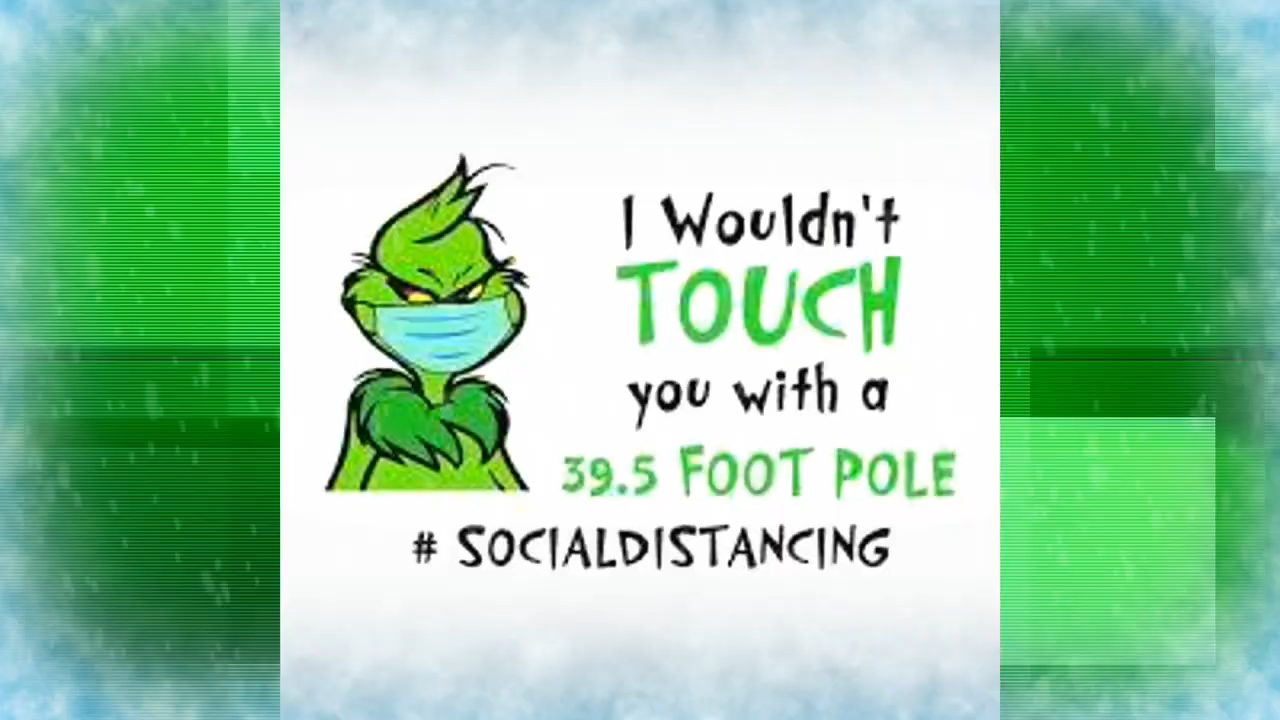 I Wouldn't
TOUCH
you with a
39.5 FOOT POLE
# SOCIALDISTANCING